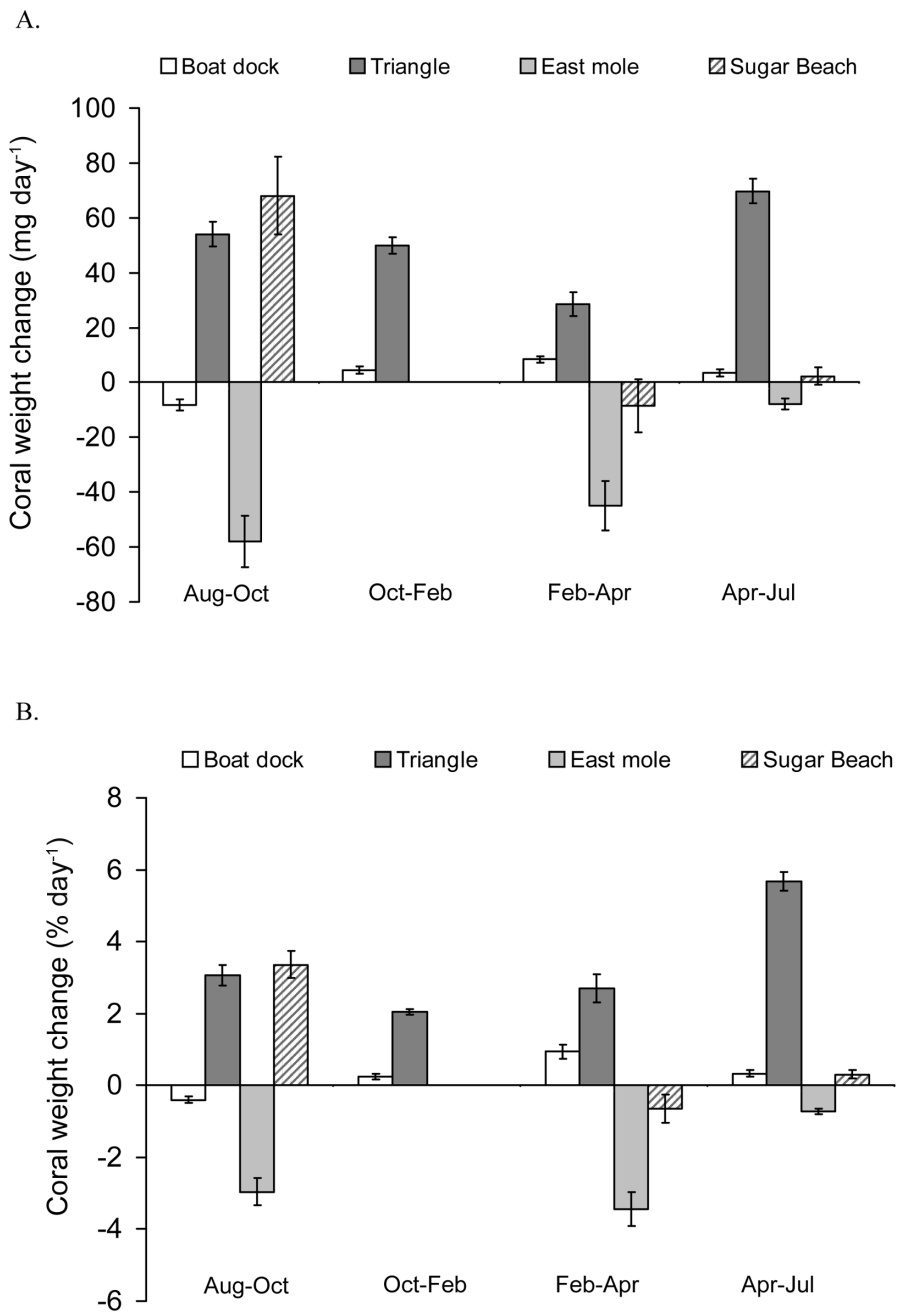 A.
Boat dock Triangle East mole Sugar Beach
Coral weight change (mg day-1)
100
80
60
40
20
0
-20
-40
-60
-80
Aug-Oct Oct-Feb Feb-Apr Apr-Jul
B.
Boat dock Triangle East mole Sugar Beach
Coral weight change (% day-1)
8
6
4
2
0
-2
-4
-6
Aug-Oct Oct-Feb Feb-Apr Apr-Jul